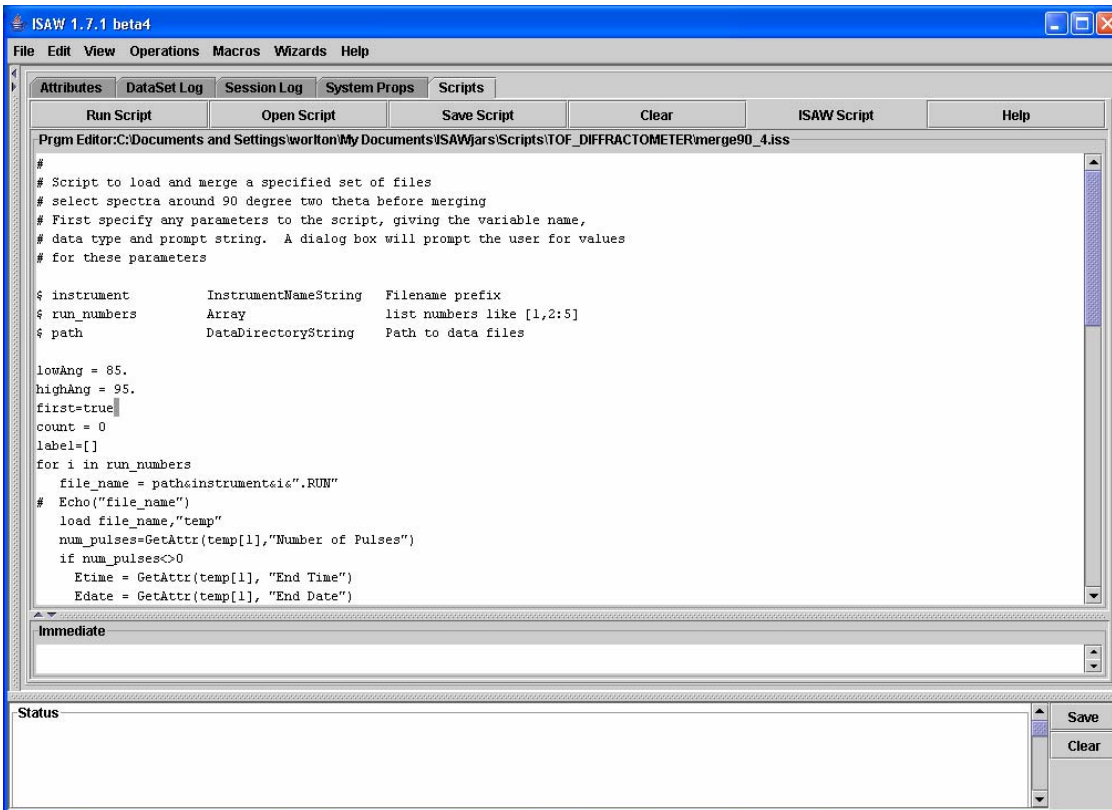 ISAW 1.7.1 beta4
File Edit View Operations Macros Wizards Help
Attributes DataSet Log Session Log System Props Scripts
Run Script Open Script Save Script Clear ISAW Script Help
Prgm Editor:C:\Documents and Settings\worlton\My Documents\ISAWjars\Scripts\TOF_DIFFRACTOMETER\merge90_4.iss
#
# Script to load and merge a specified set of files
# select spectra around 90 degree two theta before merging
# First specify any parameters to the script, giving the variable name,
# data type and prompt string.  A dialog box will prompt the user for values
# for these parameters
$ instrument InstrumentNameString Filename prefix
$ run_numbers Array list numbers like [1,2:5]
$ path DataDirectoryString Path to data files
lowAng = 85.
highAng = 95.
first=true
count = 0
label=[]
for i in run_numbers
file_name = path&instrument&i&".RUN"
# Echo("file_name")
load file_name,"temp"
num_pulses=GetAttr(temp[1],"Number of Pulses")
if num_pulses<>0
Etime = GetAttr(temp[1], "End Time")
Edate = GetAttr(temp[1], "End Date")
Immediate
Status
Save
Clear